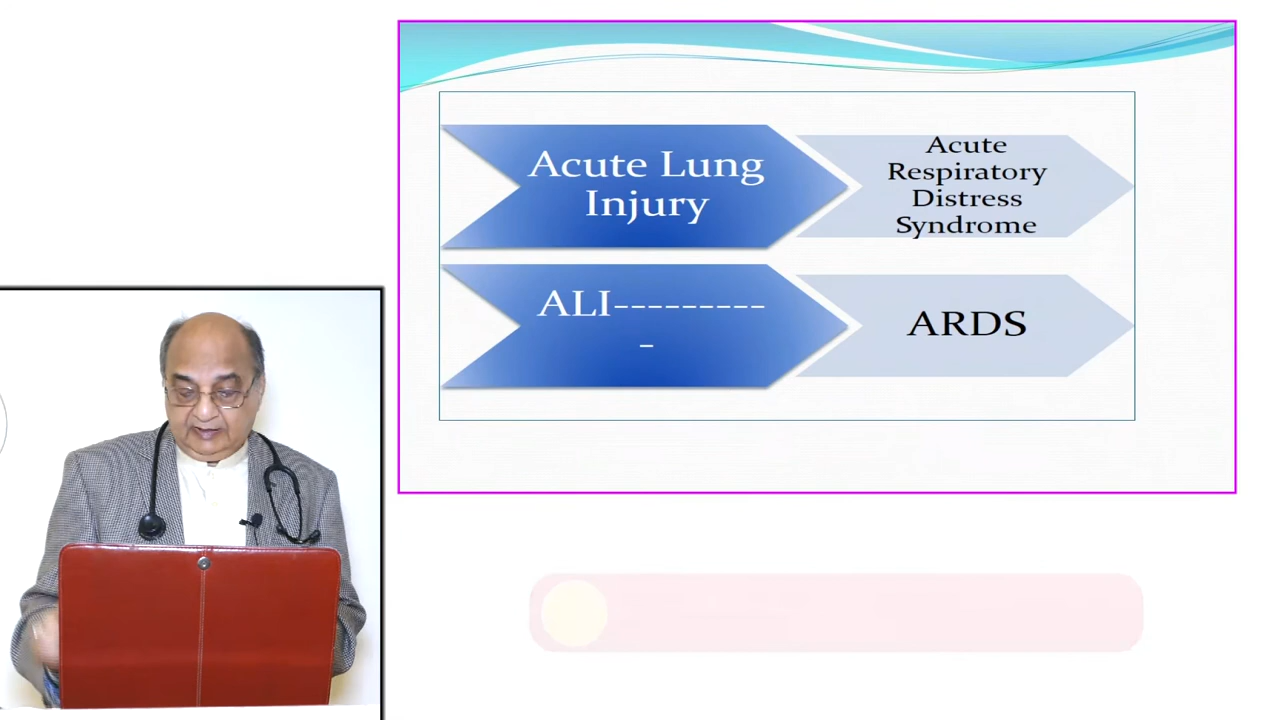 Acute Lung
Injury
Acute
Respiratory
Distress
Syndrome
ALI---------
-
ARDS